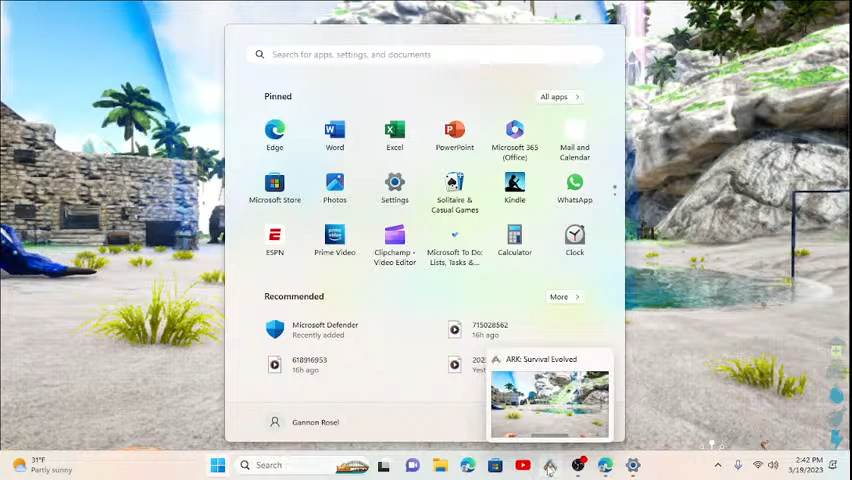 Search for apps, settings, and documents
Pinned
All apps
Edge
Word
Excel
PowerPoint
Microsoft 365
(Office)
Mail and
Calendar
Microsoft Store
Photos
Settings
Solitaire &
Casual Games
Kindle
WhatsApp
ESPN
Prime Video
Clipchamp -
Video Editor
Microsoft To Do:
Lists, Tasks &...
Calculator
Clock
Recommended
More
Microsoft Defender
Recently added
715028562
16h ago
618916953
16h ago
202
Yest
ARK: Survival Evolved
Gannon Rosel
31°F
Partly sunny
Search
2:42 PM
3/19/2023